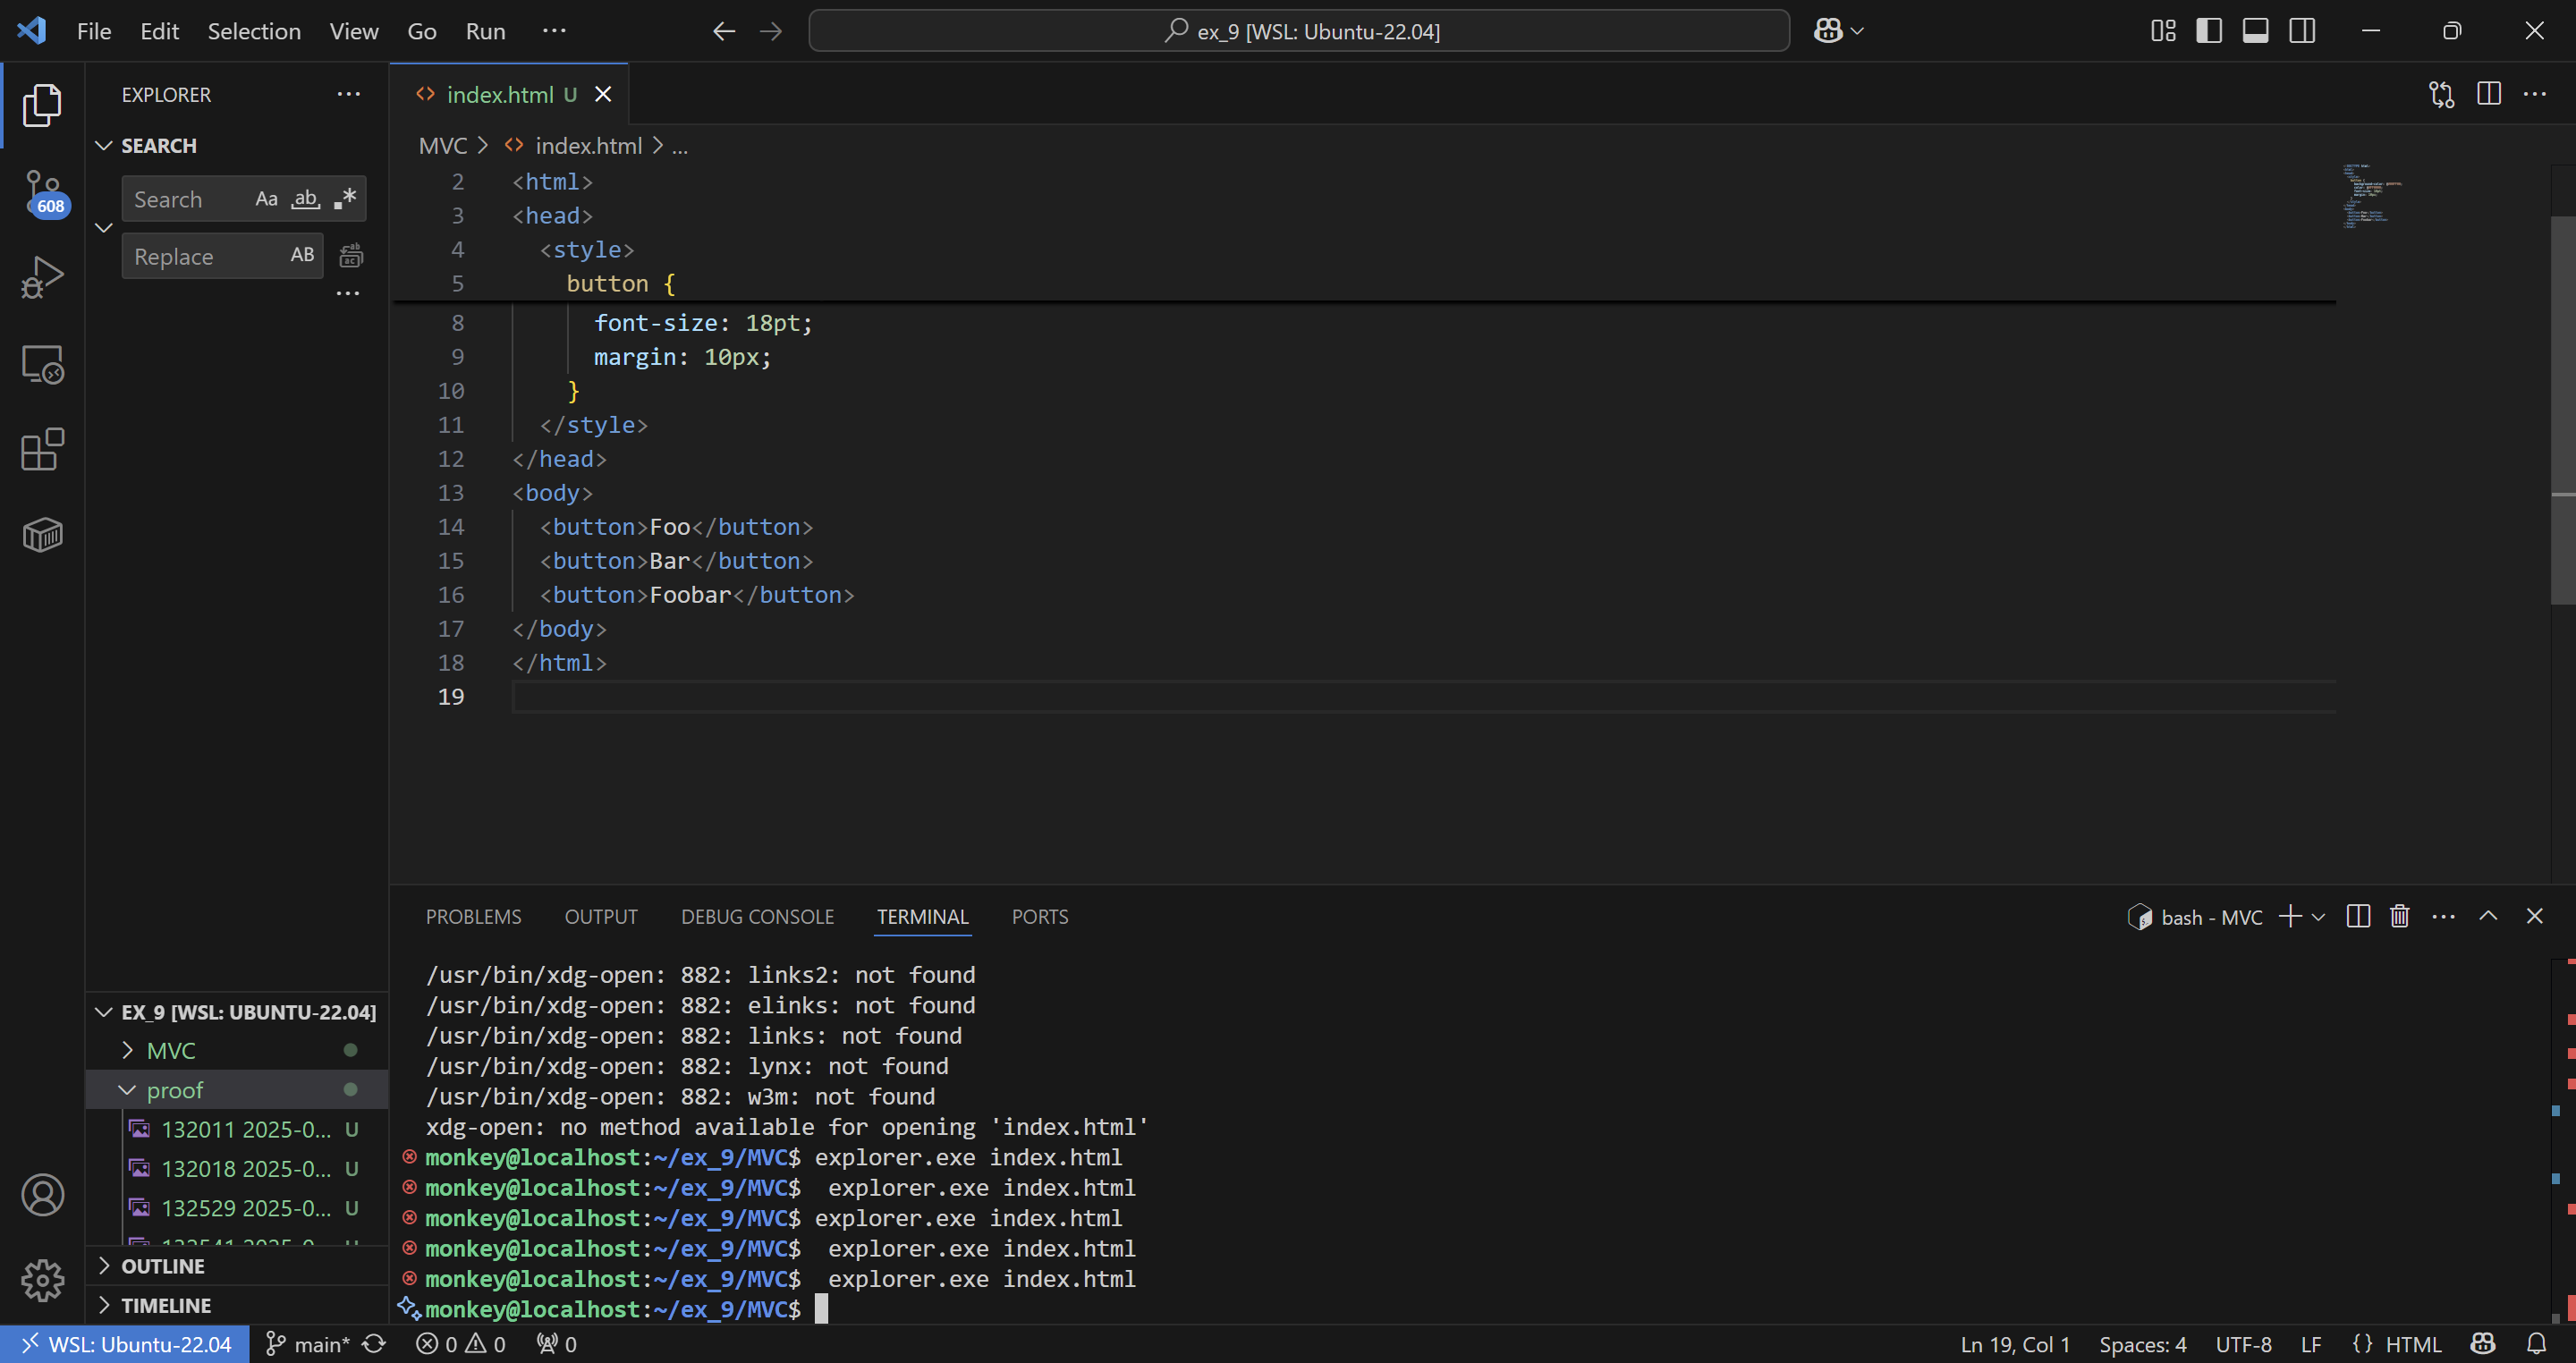 File Edit Selection View Go Run ···
ex_9 [WSL: Ubuntu-22.04]
EXPLORER
SEARCH
Search Aa ab .*
Replace AB
608
index.html U
MVC > index.html > ...
2 <html>
3 <head>
4 <style>
5 button {
8 font-size: 18pt;
9 margin: 10px;
10 }
11 </style>
12 </head>
13 <body>
14 <button>Foo</button>
15 <button>Bar</button>
16 <button>Foobar</button>
17 </body>
18 </html>
19
EX_9 [WSL: UBUNTU-22.04]
MVC
proof
132011 2025-0... U
132018 2025-0... U
132529 2025-0... U
OUTLINE
TIMELINE
PROBLEMS OUTPUT DEBUG CONSOLE TERMINAL PORTS
bash - MVC
/usr/bin/xdg-open: 882: links2: not found
/usr/bin/xdg-open: 882: elinks: not found
/usr/bin/xdg-open: 882: links: not found
/usr/bin/xdg-open: 882: lynx: not found
/usr/bin/xdg-open: 882: w3m: not found
xdg-open: no method available for opening 'index.html'
monkey@localhost:~/ex_9/MVC$ explorer.exe index.html
monkey@localhost:~/ex_9/MVC$  explorer.exe index.html
monkey@localhost:~/ex_9/MVC$ explorer.exe index.html
monkey@localhost:~/ex_9/MVC$  explorer.exe index.html
monkey@localhost:~/ex_9/MVC$  explorer.exe index.html
monkey@localhost:~/ex_9/MVC$
WSL: Ubuntu-22.04 main* 0 0 0 Ln 19, Col 1 Spaces: 4 UTF-8 LF {} HTML